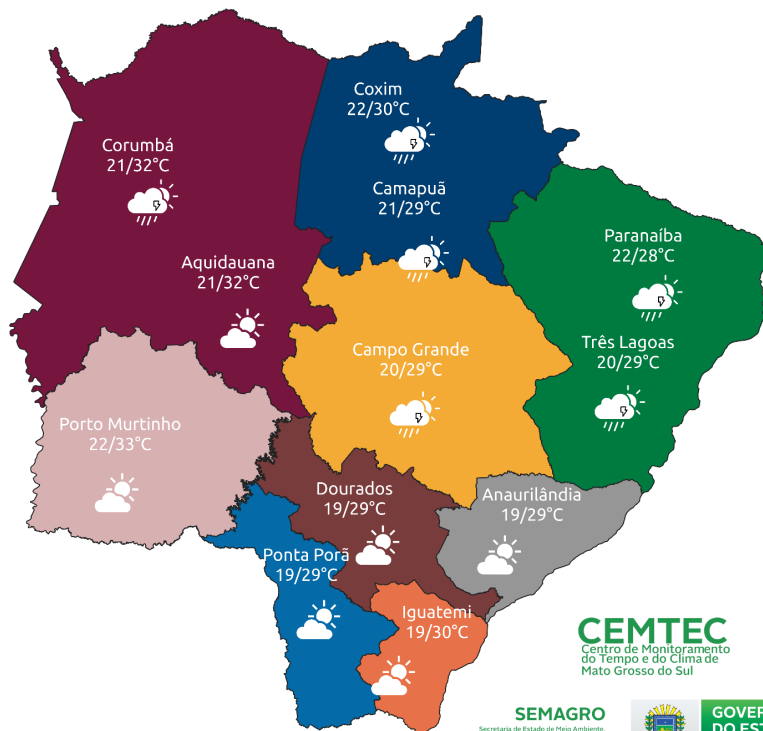 Coxim
22/30°C
Corumbá
21/32°C
Camapuã
21/29°C
Paranaíba
22/28°C
Aquidauana
21/32°C
Três Lagoas
20/29°C
Campo Grande
20/29°C
Porto Murtinho
22/33°C
Dourados
19/29°C
Anaurilândia
19/29°C
Ponta Porã
19/29°C
Iguatemi
19/30°C
CEMTEC
Centro de Monitoramento
do Tempo e do Clima de
Mato Grosso do Sul
SEMAGRO
Secretaria de Estado de Meio Ambiente,
GOVER
DO EST